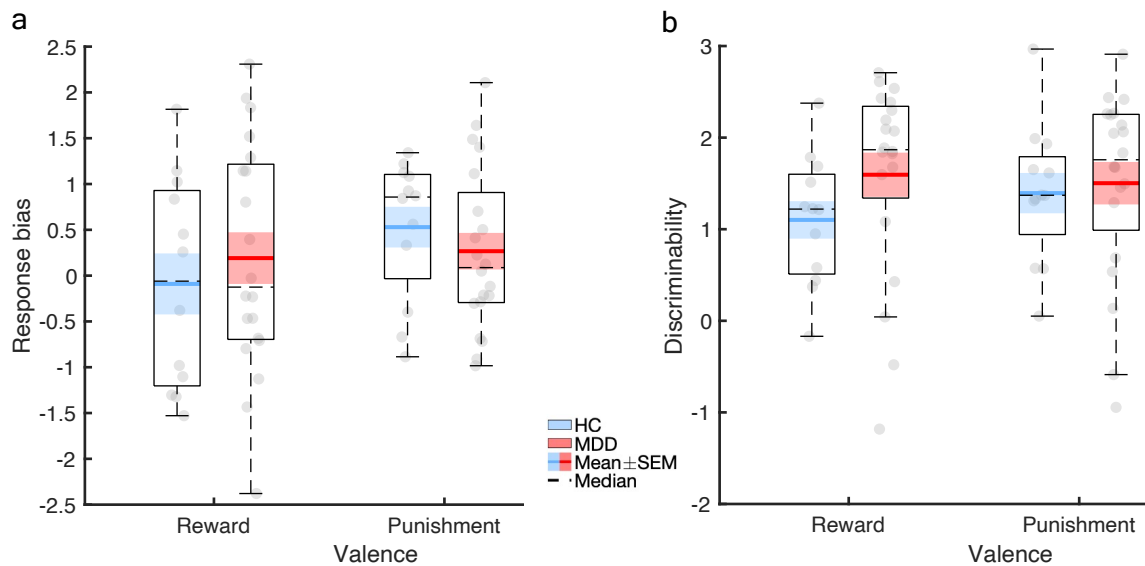 a
Response bias
2.5
2
1.5
1
0.5
0
-0.5
-1
-1.5
-2
-2.5
Reward
Punishment
Valence
HC
MDD
Mean±SEM
Median
b
Discriminability
3
2
1
0
-1
-2
Reward
Punishment
Valence